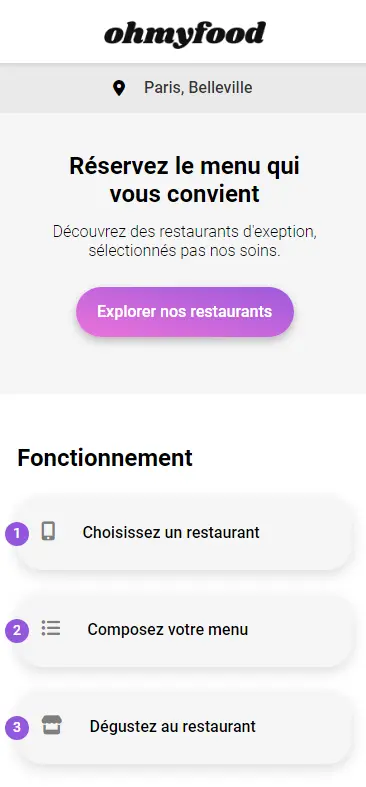 ohmyfood
Paris, Belleville
Réservez le menu qui
vous convient
Découvrez des restaurants d'exeption,
sélectionnés pas nos soins.
Explorer nos restaurants
Fonctionnement
1 Choisissez un restaurant
2 Composez votre menu
3 Dégustez au restaurant